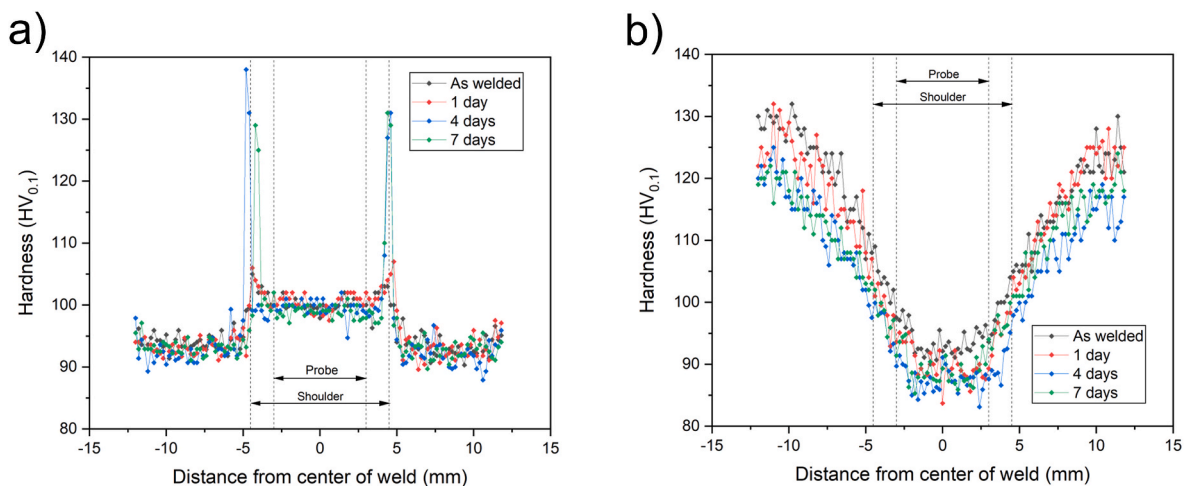 a)
140
130
120
110
100
90
80
-15
-10
-5
0
5
10
15
Hardness (HV0.1)
Distance from center of weld (mm)
As welded
1 day
4 days
7 days
Probe
Shoulder
b)
140
130
120
110
100
90
80
-15
-10
-5
0
5
10
15
Hardness (HV0.1)
Distance from center of weld (mm)
Probe
Shoulder
As welded
1 day
4 days
7 days